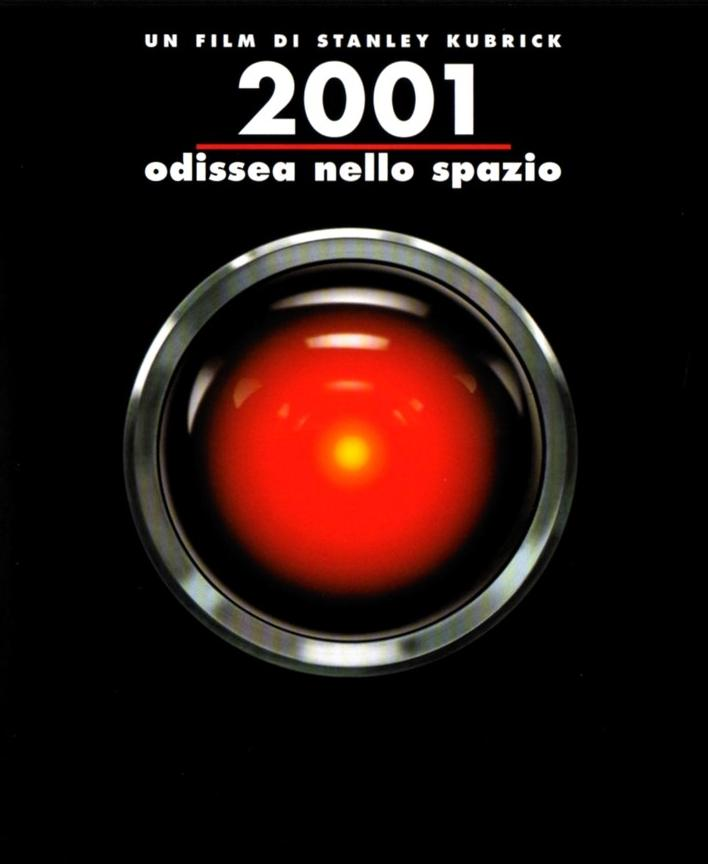 UN FILM DI STANLEY KUBRICK
2001
odissea nello spazio